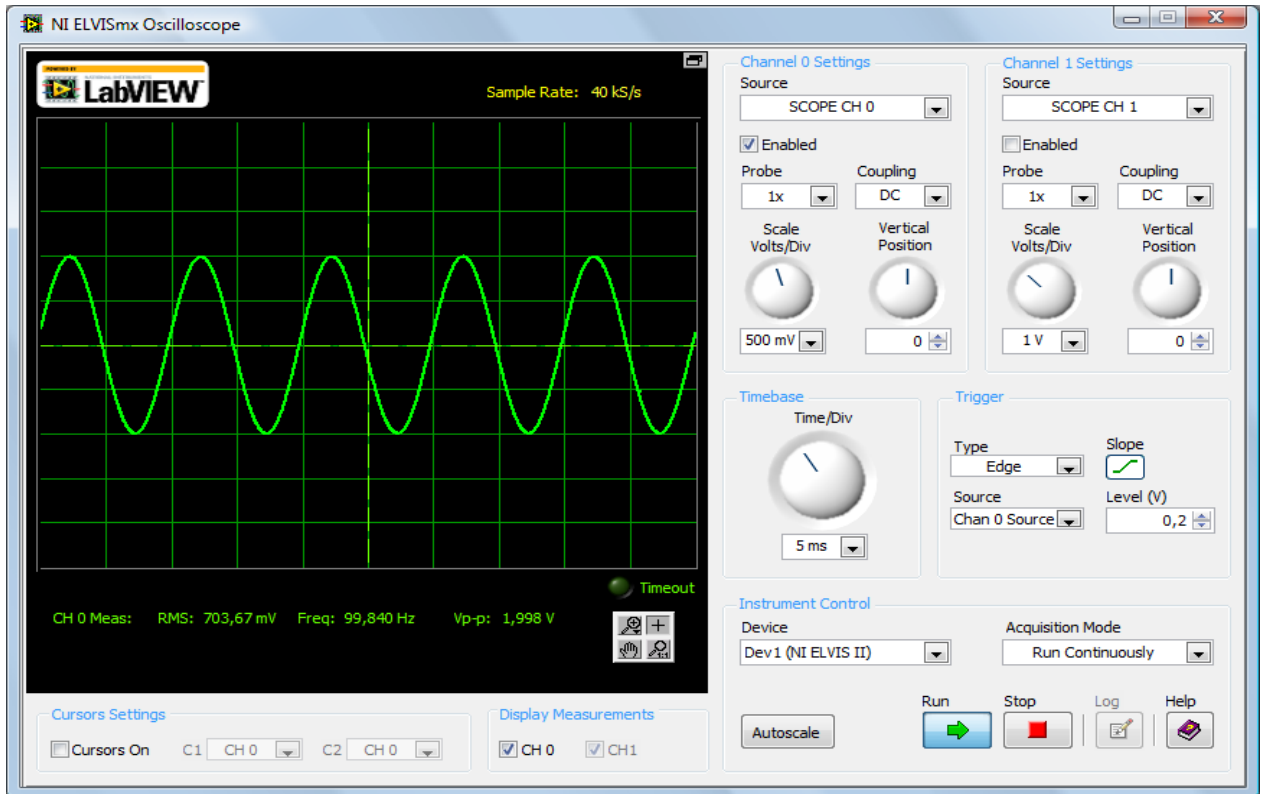 NI ELVISmx Oscilloscope
POWERED BY
NATIONAL INSTRUMENTS
LabVIEW
Sample Rate: 40 kS/s
Timeout
CH 0 Meas: RMS: 703,67 mV Freq: 99,840 Hz Vp-p: 1,998 V
Cursors Settings
Cursors On C1 CH 0 C2 CH 0
Display Measurements
CH 0 CH1
Channel 0 Settings
Source
SCOPE CH 0
Enabled
Probe Coupling
1x DC
Scale Vertical
Volts/Div Position
500 mV 0
Channel 1 Settings
Source
SCOPE CH 1
Enabled
Probe Coupling
1x DC
Scale Vertical
Volts/Div Position
1 V 0
Timebase
Time/Div
5 ms
Trigger
Type Slope
Edge
Source Level (V)
Chan 0 Source 0,2
Instrument Control
Device Acquisition Mode
Dev1 (NI ELVIS II) Run Continuously
Run Stop Log Help
Autoscale